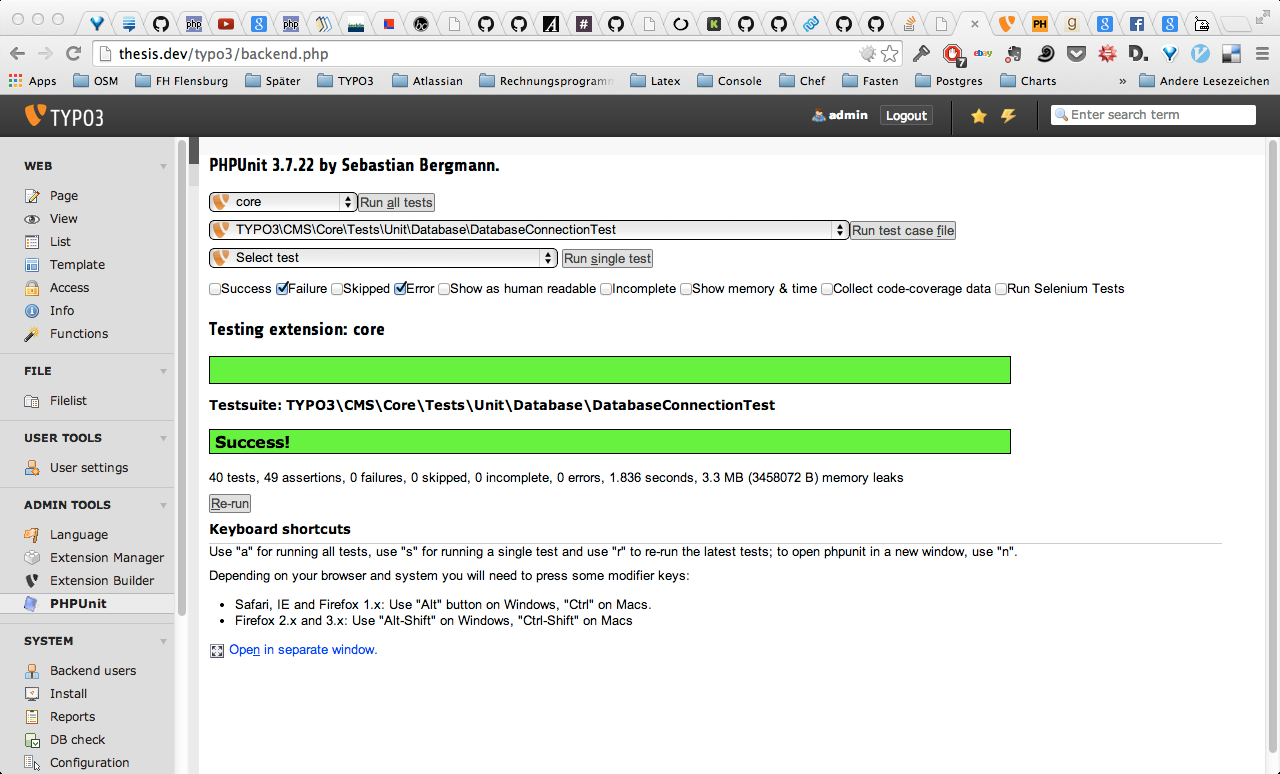 thesis.dev/typo3/backend.php
7
ebay
D.
PH
g
8
Apps OSM FH Flensburg Später TYPO3 Atlassian Rechnungsprogramm Latex Console Chef Fasten Postgres Charts » Andere Lesezeichen
TYPO3
admin Logout Enter search term
WEB
Page
View
List
Template
Access
Info
Functions
FILE
Filelist
USER TOOLS
User settings
ADMIN TOOLS
Language
Extension Manager
Extension Builder
PHPUnit
SYSTEM
Backend users
Install
Reports
DB check
Configuration
PHPUnit 3.7.22 by Sebastian Bergmann.
core Run all tests
TYPO3\CMS\Core\Tests\Unit\Database\DatabaseConnectionTest Run test case file
Select test Run single test
Success Failure Skipped Error Show as human readable Incomplete Show memory & time Collect code-coverage data Run Selenium Tests
Testing extension: core
Testsuite: TYPO3\CMS\Core\Tests\Unit\Database\DatabaseConnectionTest
Success!
40 tests, 49 assertions, 0 failures, 0 skipped, 0 incomplete, 0 errors, 1.836 seconds, 3.3 MB (3458072 B) memory leaks
Re-run
Keyboard shortcuts
Use "a" for running all tests, use "s" for running a single test and use "r" to re-run the latest tests; to open phpunit in a new window, use "n".
Depending on your browser and system you will need to press some modifier keys:
• Safari, IE and Firefox 1.x: Use "Alt" button on Windows, "Ctrl" on Macs.
• Firefox 2.x and 3.x: Use "Alt-Shift" on Windows, "Ctrl-Shift" on Macs
Open in separate window.